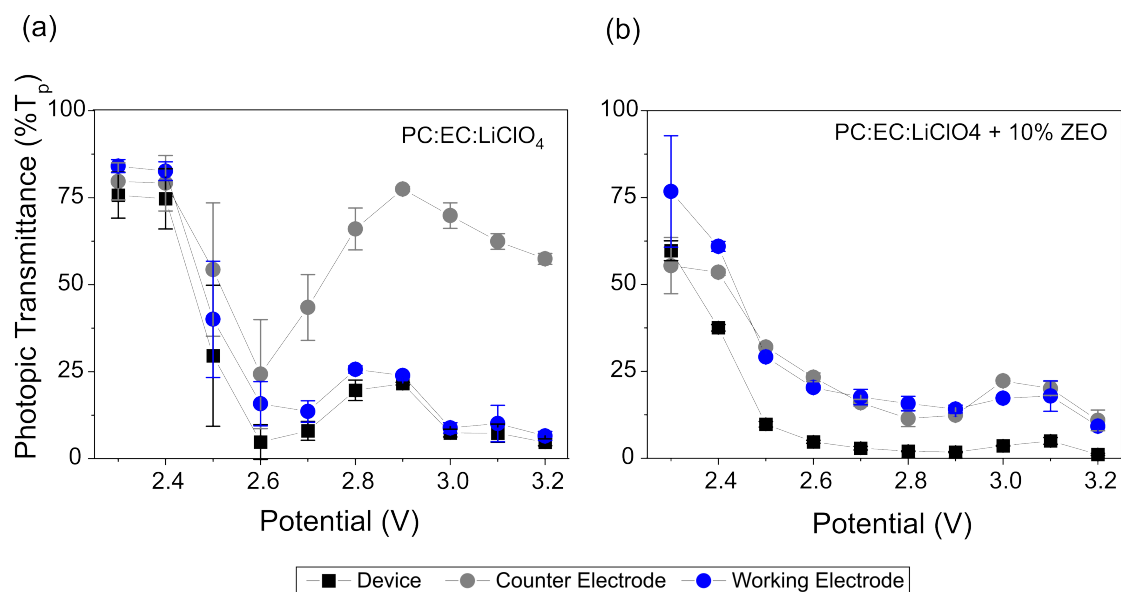 (a)
(b)
Photopic Transmittance (%Tₚ)
100
75
50
25
0
PC:EC:LiClO₄
2.4 2.6 2.8 3.0 3.2
Potential (V)
100
75
50
25
0
PC:EC:LiClO4 + 10% ZEO
2.4 2.6 2.8 3.0 3.2
Potential (V)
Device Counter Electrode Working Electrode